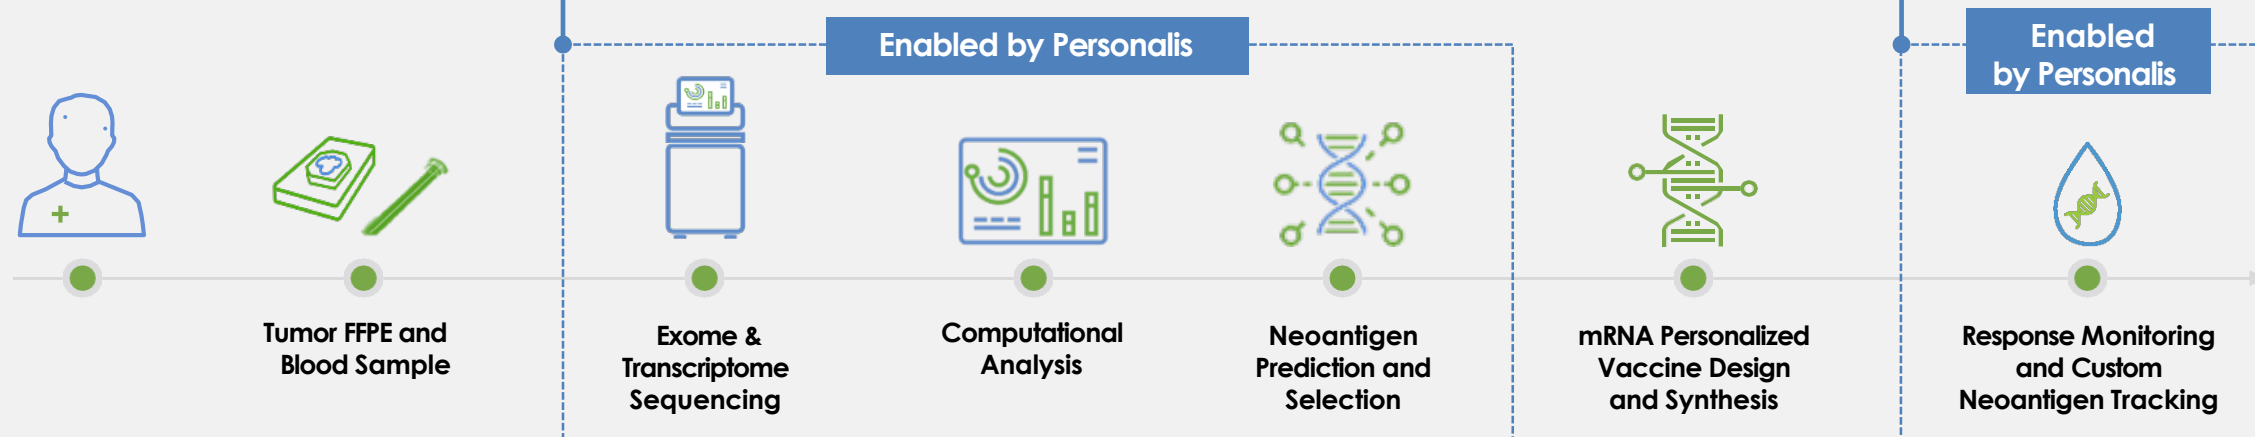 Enabled by Personalis
Enabled
by Personalis
Tumor FFPE and
Blood Sample
Exome &
Transcriptome
Sequencing
Computational
Analysis
Neoantigen
Prediction and
Selection
mRNA Personalized
Vaccine Design
and Synthesis
Response Monitoring
and Custom
Neoantigen Tracking